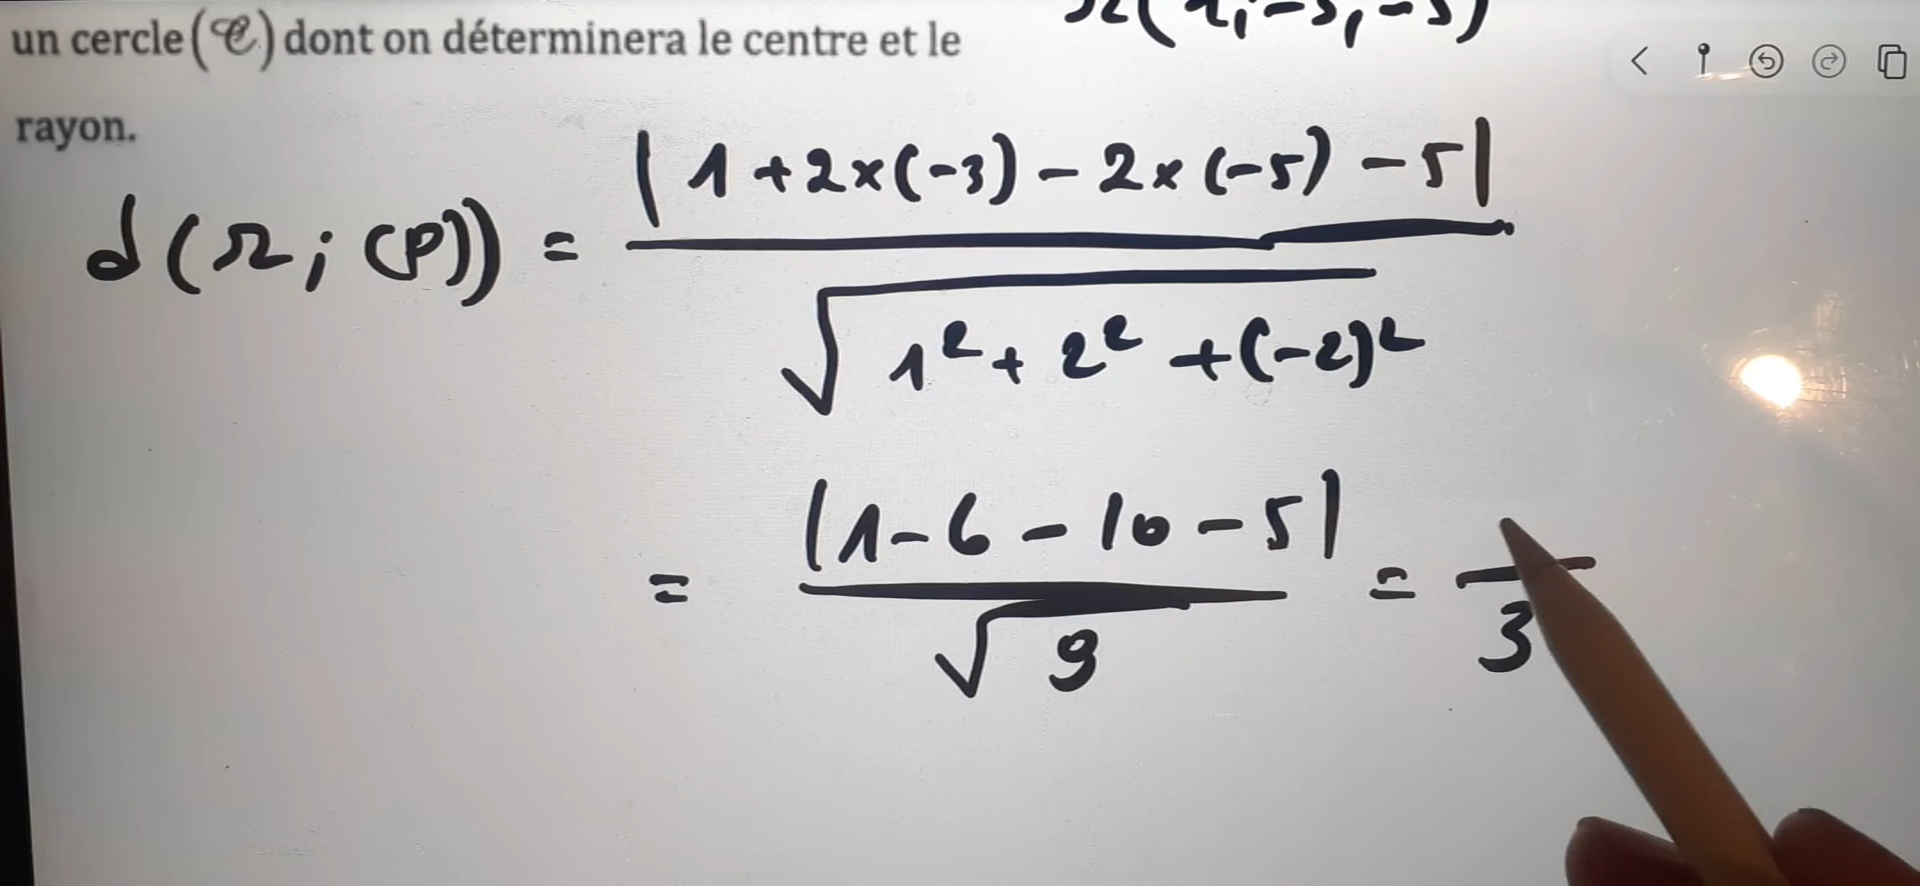 un cercle (𝒞) dont on déterminera le centre et le
rayon.
d(Ω; (P)) = |1 + 2×(-3) - 2×(-5) - 5| / √(1² + 2² + (-2)²)
= |1 - 6 - 10 - 5| / √9 = / 3